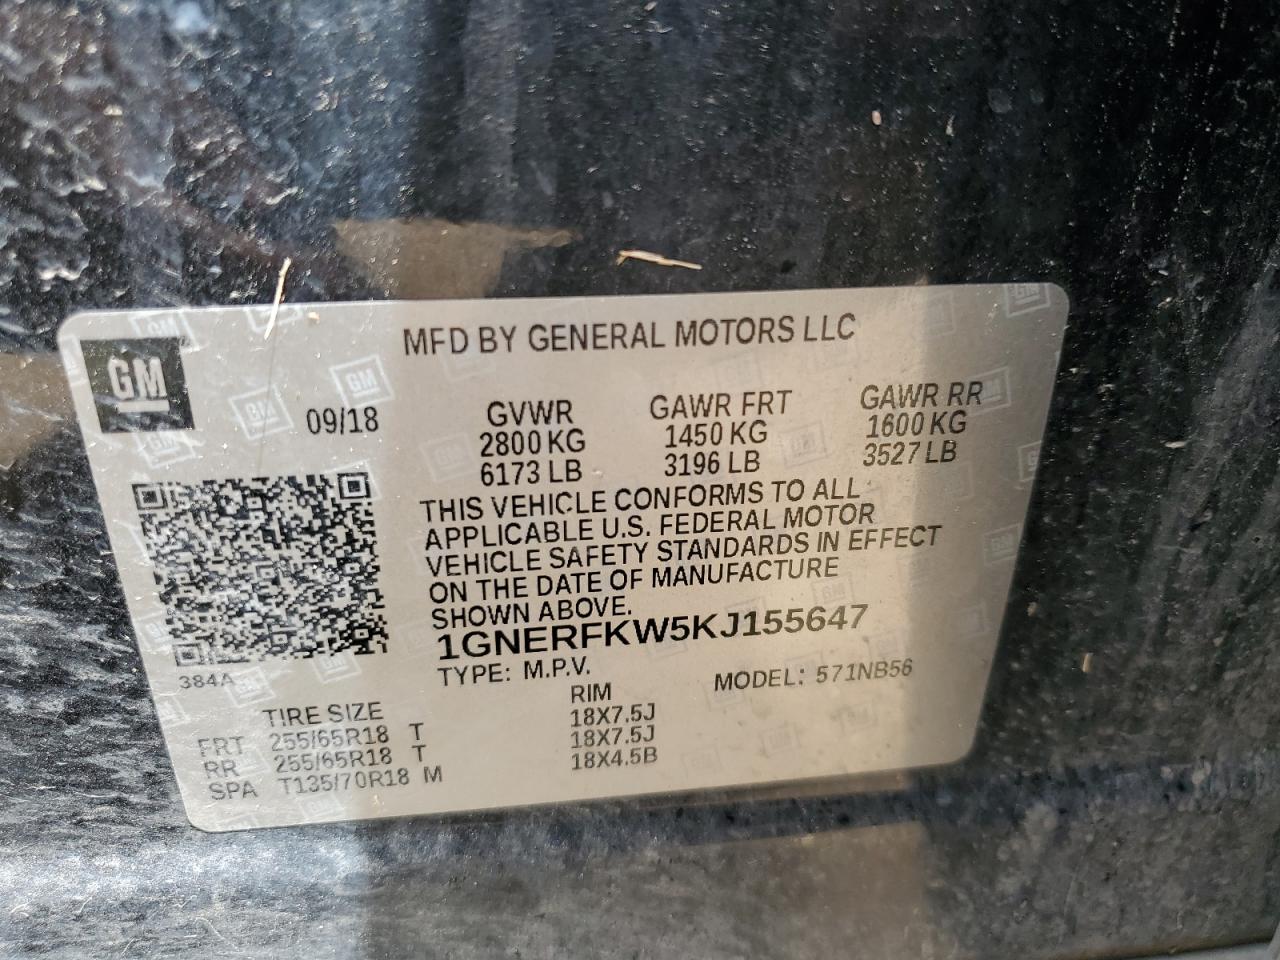 MFD BY GENERAL MOTORS LLC
GM
09/18
GVWR GAWR FRT GAWR RR
2800 KG 1450 KG 1600 KG
6173 LB 3196 LB 3527 LB
THIS VEHICLE CONFORMS TO ALL
APPLICABLE U.S. FEDERAL MOTOR
VEHICLE SAFETY STANDARDS IN EFFECT
ON THE DATE OF MANUFACTURE
SHOWN ABOVE.
1GNERFKW5KJ155647
384A
TYPE: M.P.V. MODEL: 571NB56
TIRE SIZE RIM
FRT 255/65R18 T 18X7.5J
RR 255/65R18 T 18X7.5J
SPA T135/70R18 M 18X4.5B